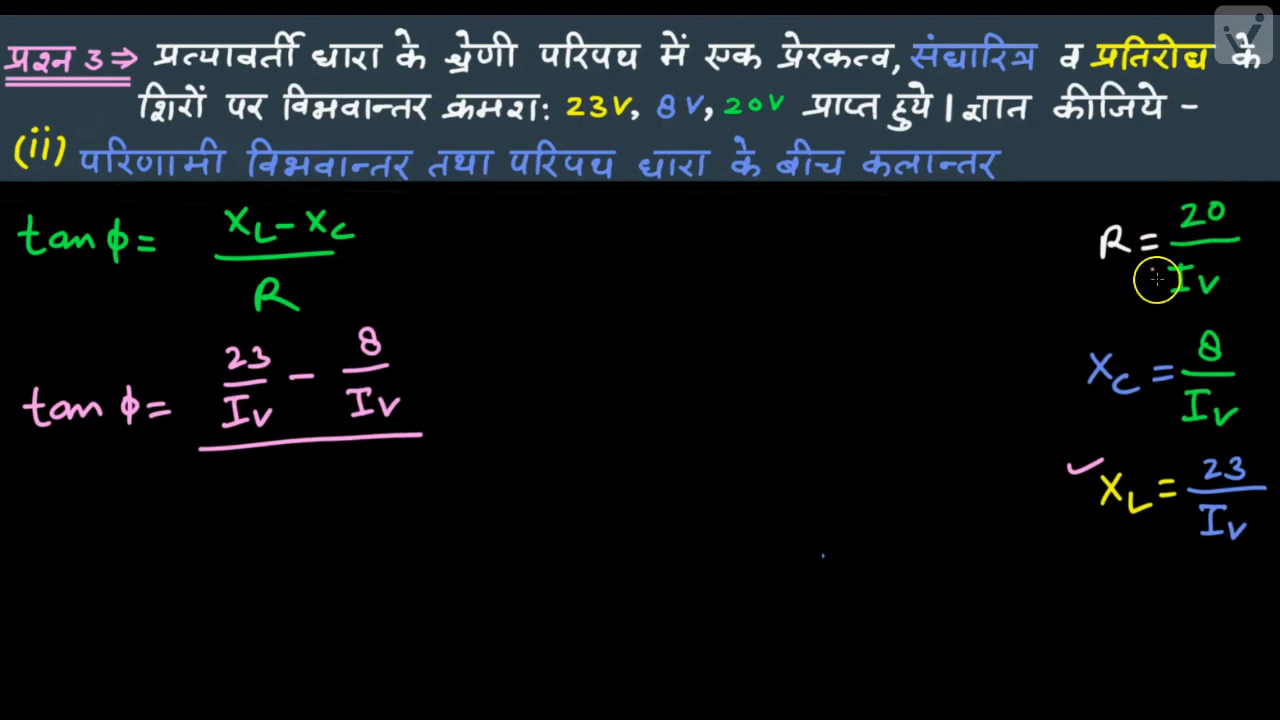 प्रश्न 3⇒ प्रत्यावर्ती धारा के श्रेणी परिपथ में एक प्रेरकत्व, संधारित्र व प्रतिरोध के
शिरों पर विभवान्तर क्रमश: 23V, 8V, 20V प्राप्त हुये। ज्ञात कीजिये -
(ii) परिणामी विभवान्तर तथा परिपथ धारा के बीच कलान्तर
tan ϕ = (X_L - X_C) / R
R = 20 / I_V
tan ϕ = 23 / I_V - 8 / I_V
X_C = 8 / I_V
✓ X_L = 23 / I_V